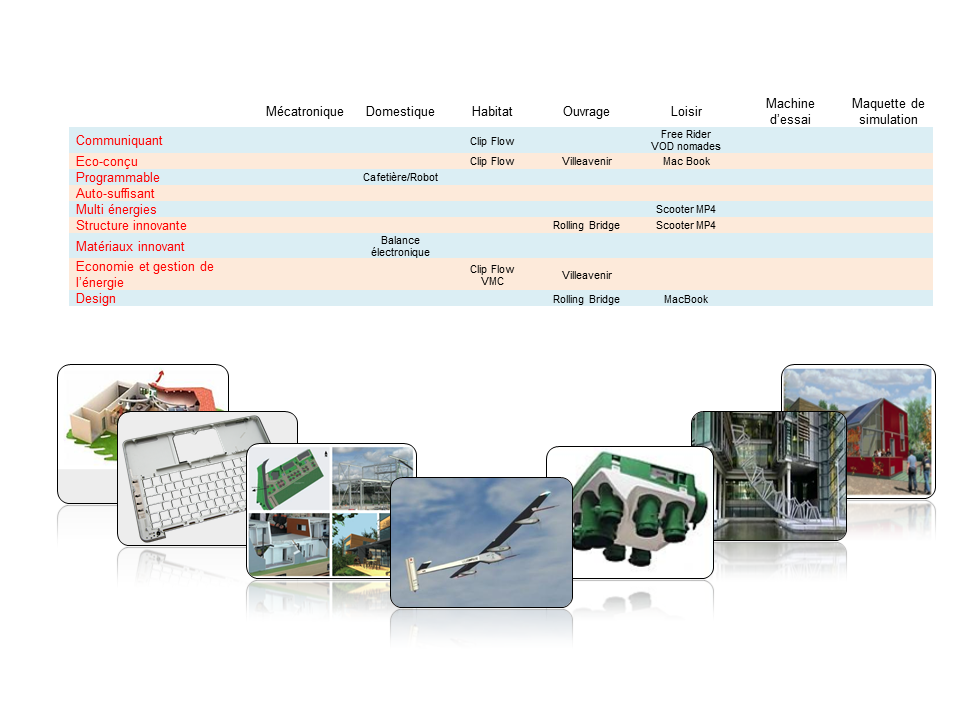 Mécatronique Domestique Habitat Ouvrage Loisir Machine d'essai Maquette de simulation
Communiquant Clip Flow Free Rider VOD nomades
Eco-conçu Clip Flow Villeavenir Mac Book
Programmable Cafetière/Robot
Auto-suffisant
Multi énergies Scooter MP4
Structure innovante Rolling Bridge Scooter MP4
Matériaux innovant Balance électronique
Economie et gestion de l'énergie Clip Flow VMC Villeavenir
Design Rolling Bridge MacBook